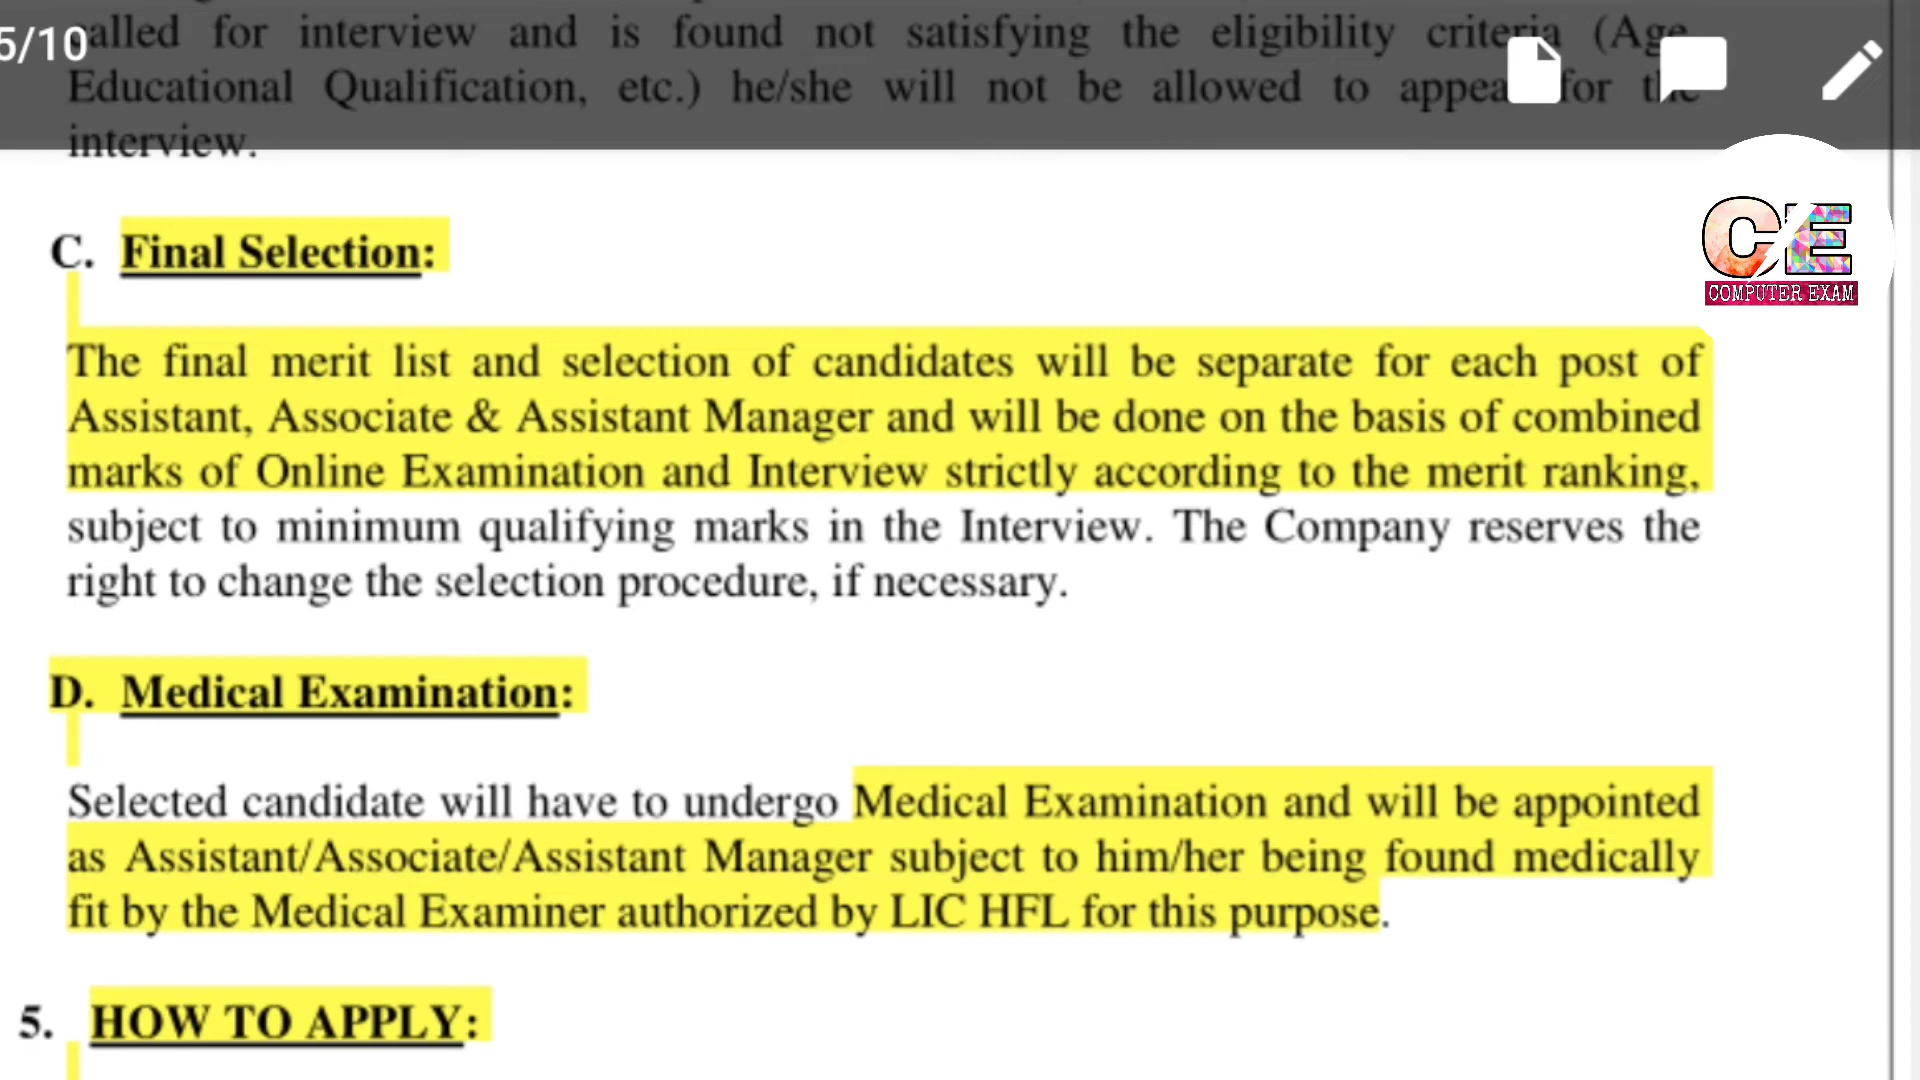 called for interview and is found not satisfying the eligibility criteria (Age,
5/10
Educational Qualification, etc.) he/she will not be allowed to appear for the
interview.
C. Final Selection:
CE
COMPUTER EXAM
The final merit list and selection of candidates will be separate for each post of
Assistant, Associate & Assistant Manager and will be done on the basis of combined
marks of Online Examination and Interview strictly according to the merit ranking,
subject to minimum qualifying marks in the Interview. The Company reserves the
right to change the selection procedure, if necessary.
D. Medical Examination:
Selected candidate will have to undergo Medical Examination and will be appointed
as Assistant/Associate/Assistant Manager subject to him/her being found medically
fit by the Medical Examiner authorized by LIC HFL for this purpose.
5. HOW TO APPLY: